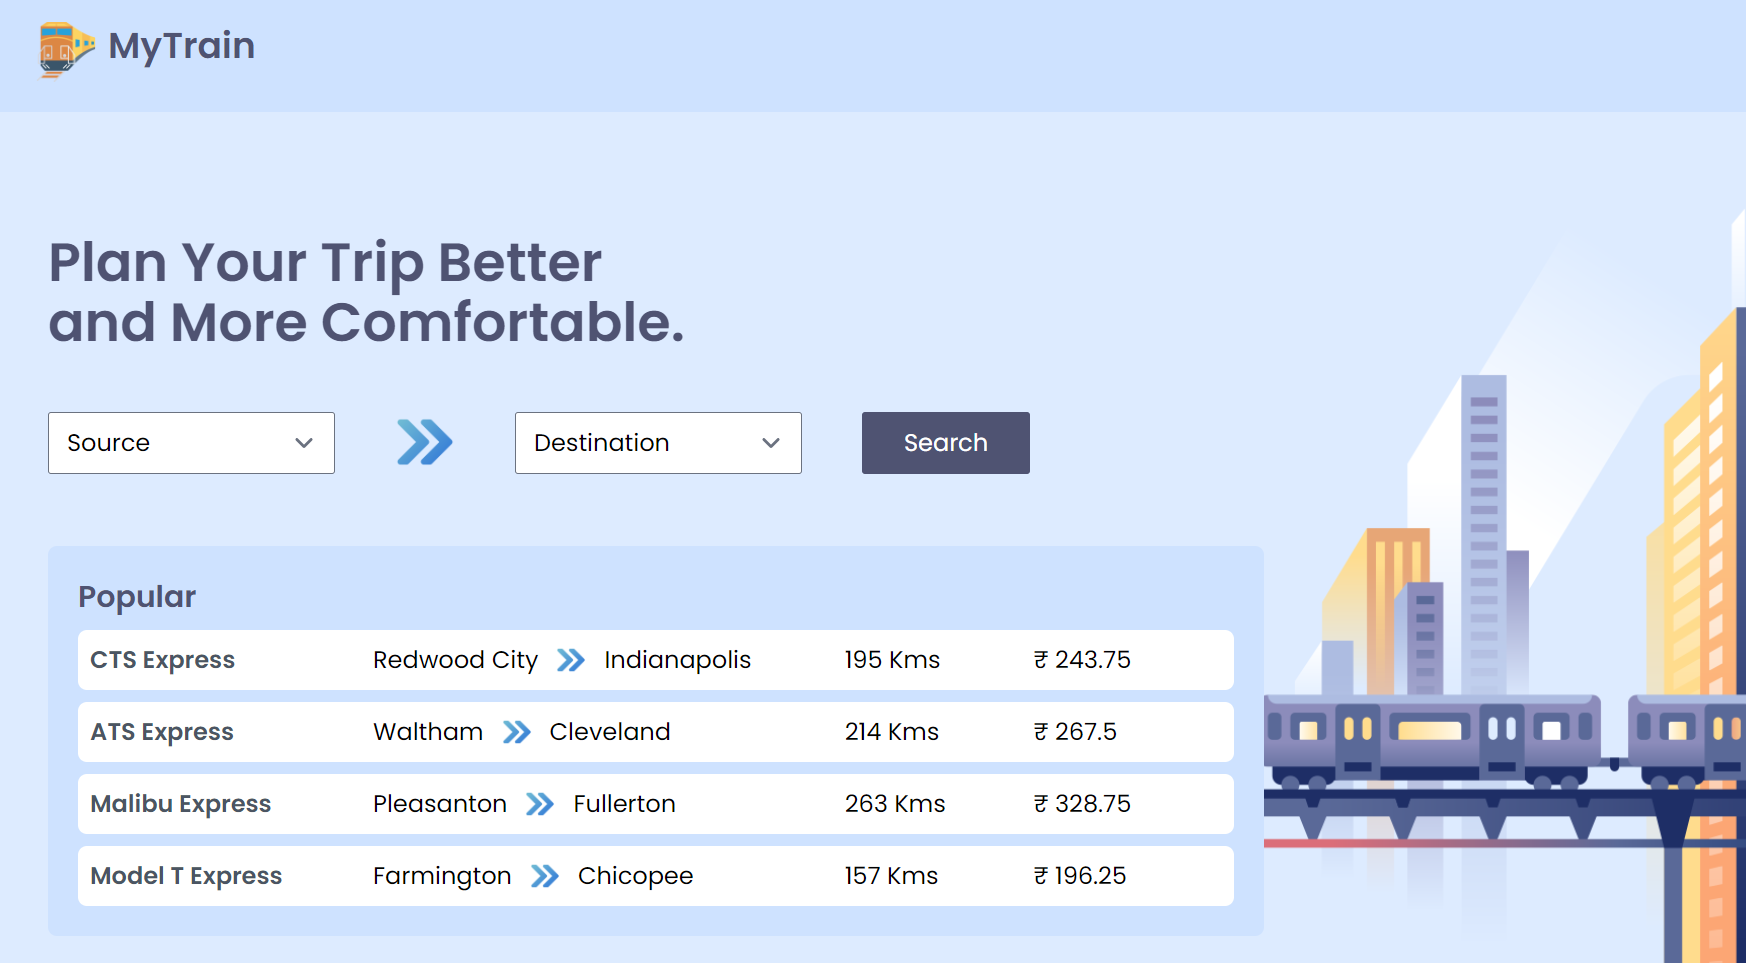 MyTrain
Plan Your Trip Better
and More Comfortable.
Source Destination Search
Popular
CTS Express Redwood City Indianapolis 195 Kms ₹ 243.75
ATS Express Waltham Cleveland 214 Kms ₹ 267.5
Malibu Express Pleasanton Fullerton 263 Kms ₹ 328.75
Model T Express Farmington Chicopee 157 Kms ₹ 196.25